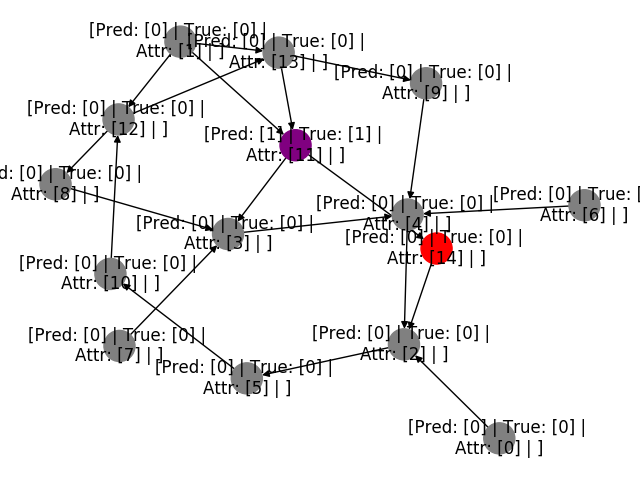 [Pred: [0] | True: [0] |
Attr: [1] | ]
[Pred: [0] | True: [0] |
Attr: [13] | ]
[Pred: [0] | True: [0] |
Attr: [9] | ]
[Pred: [0] | True: [0] |
Attr: [12] | ]
[Pred: [1] | True: [1] |
Attr: [11] | ]
d: [0] | True: [0] |
Attr: [8] | ]
[Pred: [0] | True: [0] |
Attr: [4] | ]
[Pred: [0] | True: [
Attr: [6] | ]
[Pred: [0] | True: [0] |
Attr: [3] | ]
[Pred: [0] | True: [0] |
Attr: [14] | ]
[Pred: [0] | True: [0] |
Attr: [10] | ]
[Pred: [0] | True: [0] |
Attr: [7] | ]
[Pred: [0] | True: [0] |
Attr: [2] | ]
[Pred: [0] | True: [0] |
Attr: [5] | ]
[Pred: [0] | True: [0] |
Attr: [0] | ]